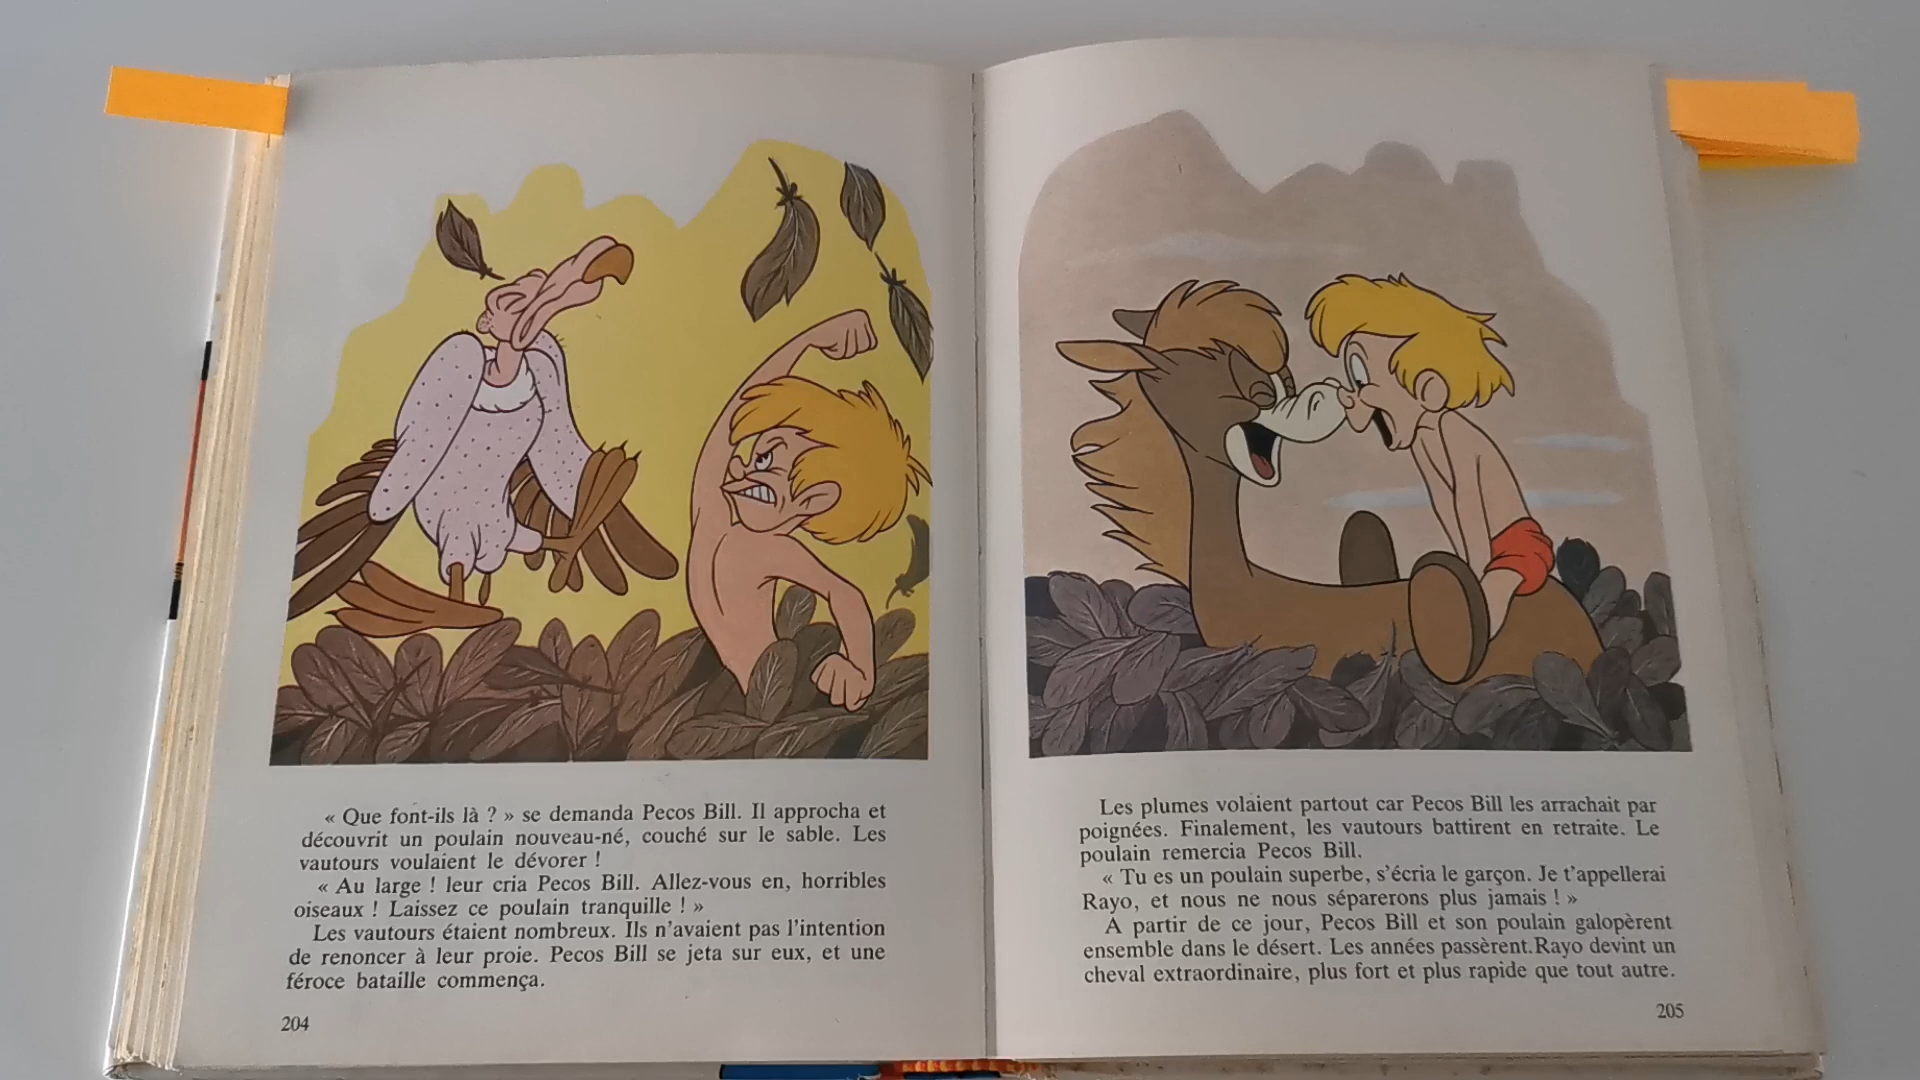 « Que font-ils là ? » se demanda Pecos Bill. Il approcha et
découvrit un poulain nouveau-né, couché sur le sable. Les
vautours voulaient le dévorer !
« Au large ! leur cria Pecos Bill. Allez-vous en, horribles
oiseaux ! Laissez ce poulain tranquille ! »
Les vautours étaient nombreux. Ils n'avaient pas l'intention
de renoncer à leur proie. Pecos Bill se jeta sur eux, et une
féroce bataille commença.
204
Les plumes volaient partout car Pecos Bill les arrachait par
poignées. Finalement, les vautours battirent en retraite. Le
poulain remercia Pecos Bill.
« Tu es un poulain superbe, s'écria le garçon. Je t'appellerai
Rayo, et nous ne nous séparerons plus jamais ! »
A partir de ce jour, Pecos Bill et son poulain galopèrent
ensemble dans le désert. Les années passèrent.Rayo devint un
cheval extraordinaire, plus fort et plus rapide que tout autre.
205